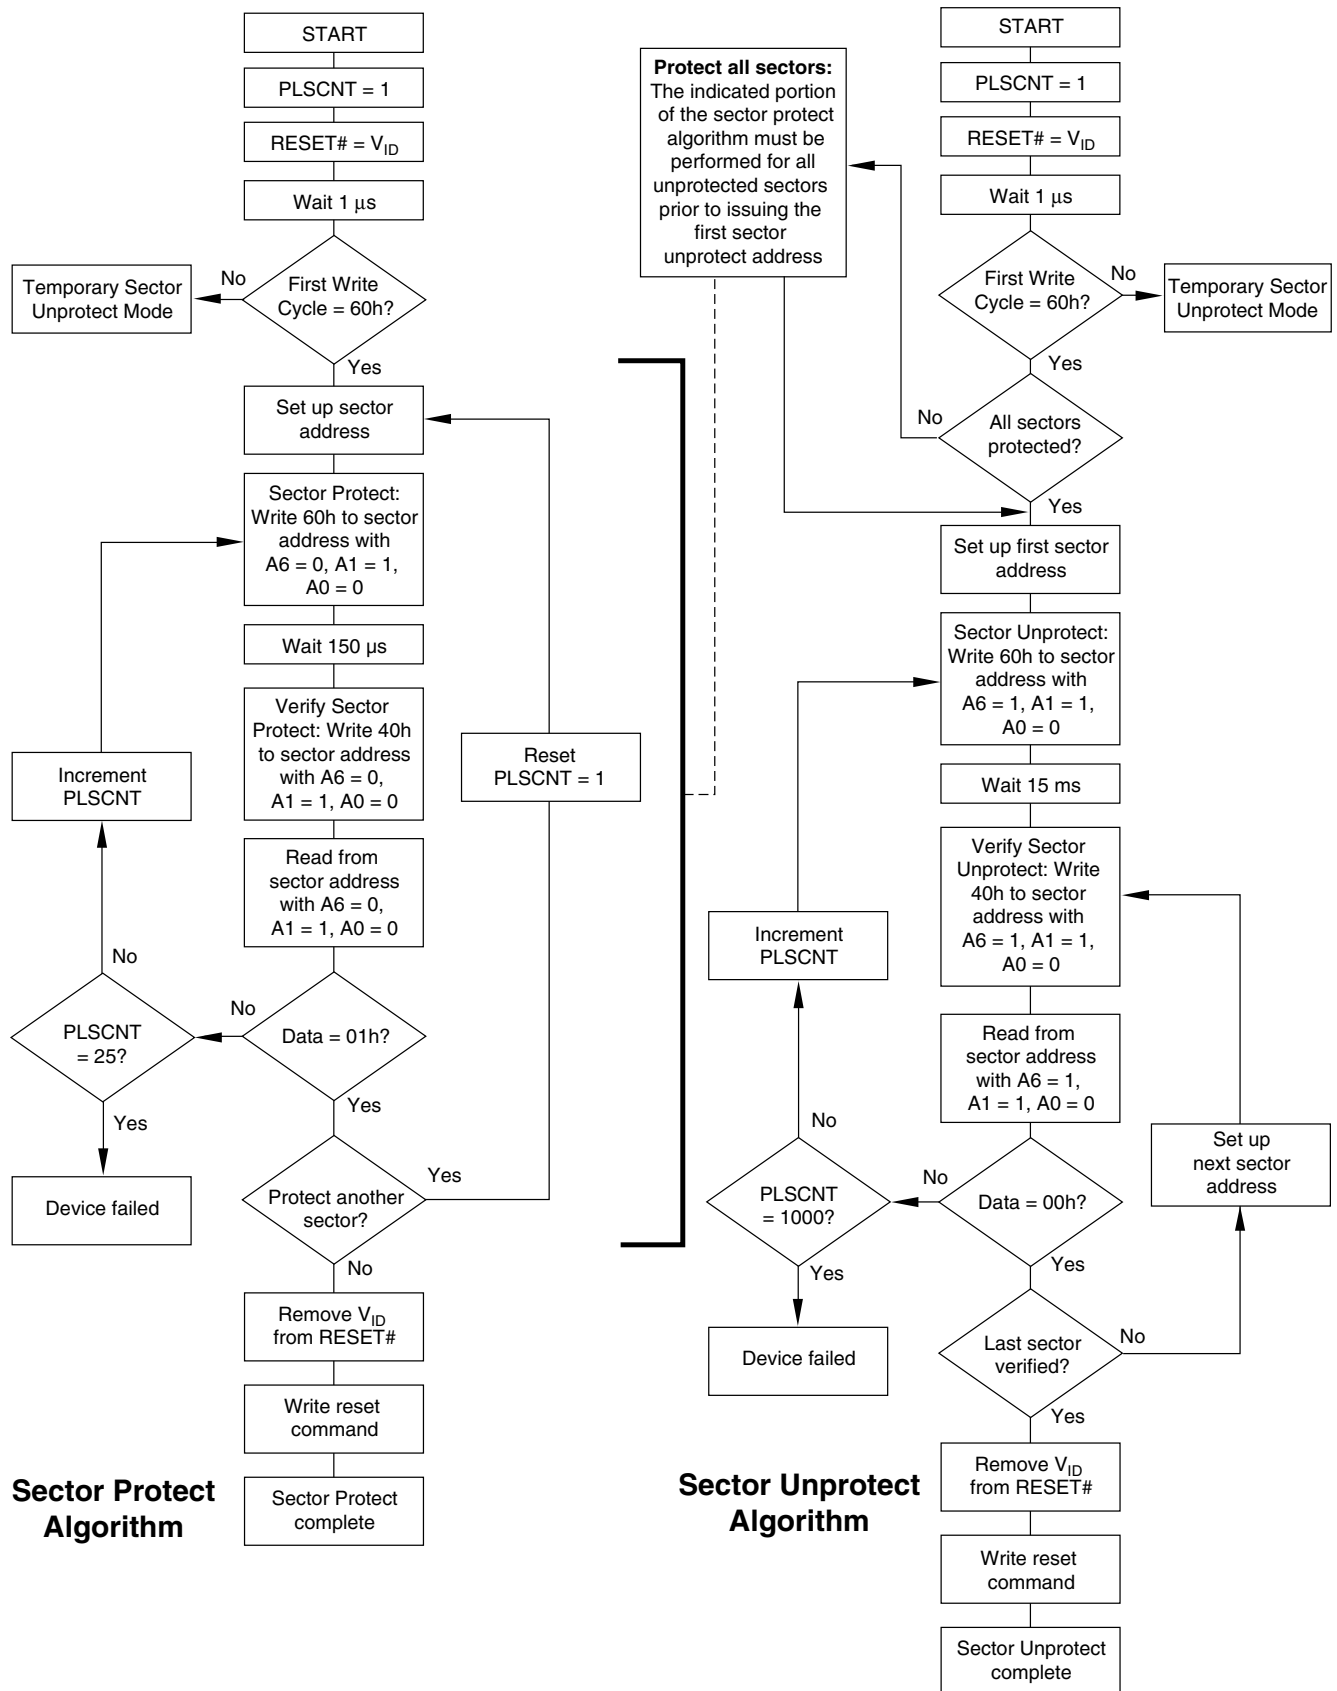 START
PLSCNT = 1
RESET# = VID
Wait 1 μs
First Write
Cycle = 60h?
No
Temporary Sector
Unprotect Mode
Yes
Set up sector
address
Sector Protect:
Write 60h to sector
address with
A6 = 0, A1 = 1,
A0 = 0
Wait 150 µs
Verify Sector
Protect: Write 40h
to sector address
with A6 = 0,
A1 = 1, A0 = 0
Reset
PLSCNT = 1
Increment
PLSCNT
Read from
sector address
with A6 = 0,
A1 = 1, A0 = 0
No
PLSCNT
= 25?
No
Data = 01h?
Yes
Yes
Device failed
Protect another
sector?
Yes
No
Remove VID
from RESET#
Write reset
command
Sector Protect
complete
Sector Protect
Algorithm
Protect all sectors:
The indicated portion
of the sector protect
algorithm must be
performed for all
unprotected sectors
prior to issuing the
first sector
unprotect address
START
PLSCNT = 1
RESET# = VID
Wait 1 μs
First Write
Cycle = 60h?
No
Temporary Sector
Unprotect Mode
Yes
No
All sectors
protected?
Yes
Set up first sector
address
Sector Unprotect:
Write 60h to sector
address with
A6 = 1, A1 = 1,
A0 = 0
Wait 15 ms
Verify Sector
Unprotect: Write
40h to sector
address with
A6 = 1, A1 = 1,
A0 = 0
Increment
PLSCNT
Read from
sector address
with A6 = 1,
A1 = 1, A0 = 0
No
PLSCNT
= 1000?
No
Data = 00h?
Set up
next sector
address
Yes
Yes
Device failed
Last sector
verified?
No
Yes
Remove VID
from RESET#
Write reset
command
Sector Unprotect
complete
Sector Unprotect
Algorithm